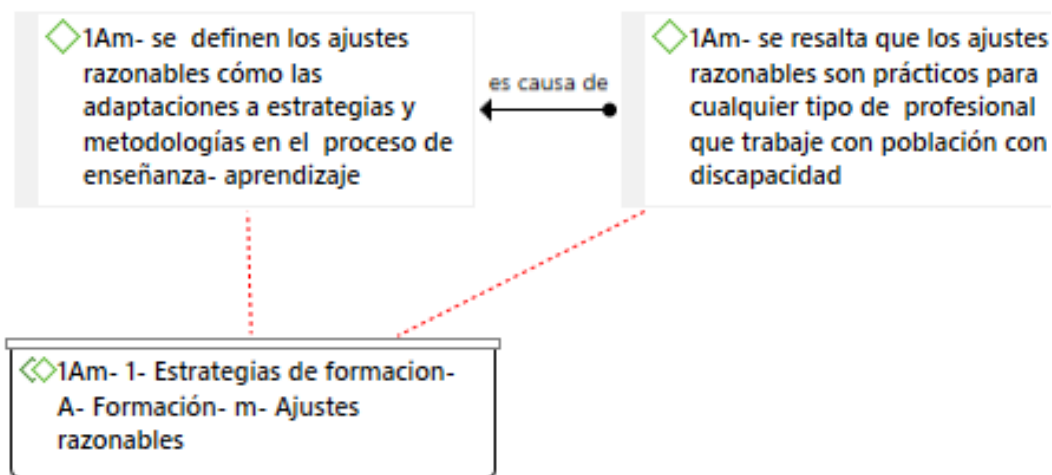 1Am- se definen los ajustes
razonables cómo las
adaptaciones a estrategias y
metodologías en el proceso de
enseñanza- aprendizaje
es causa de
1Am- se resalta que los ajustes
razonables son prácticos para
cualquier tipo de profesional
que trabaje con población con
discapacidad
1Am- 1- Estrategias de formacion-
A- Formación- m- Ajustes
razonables